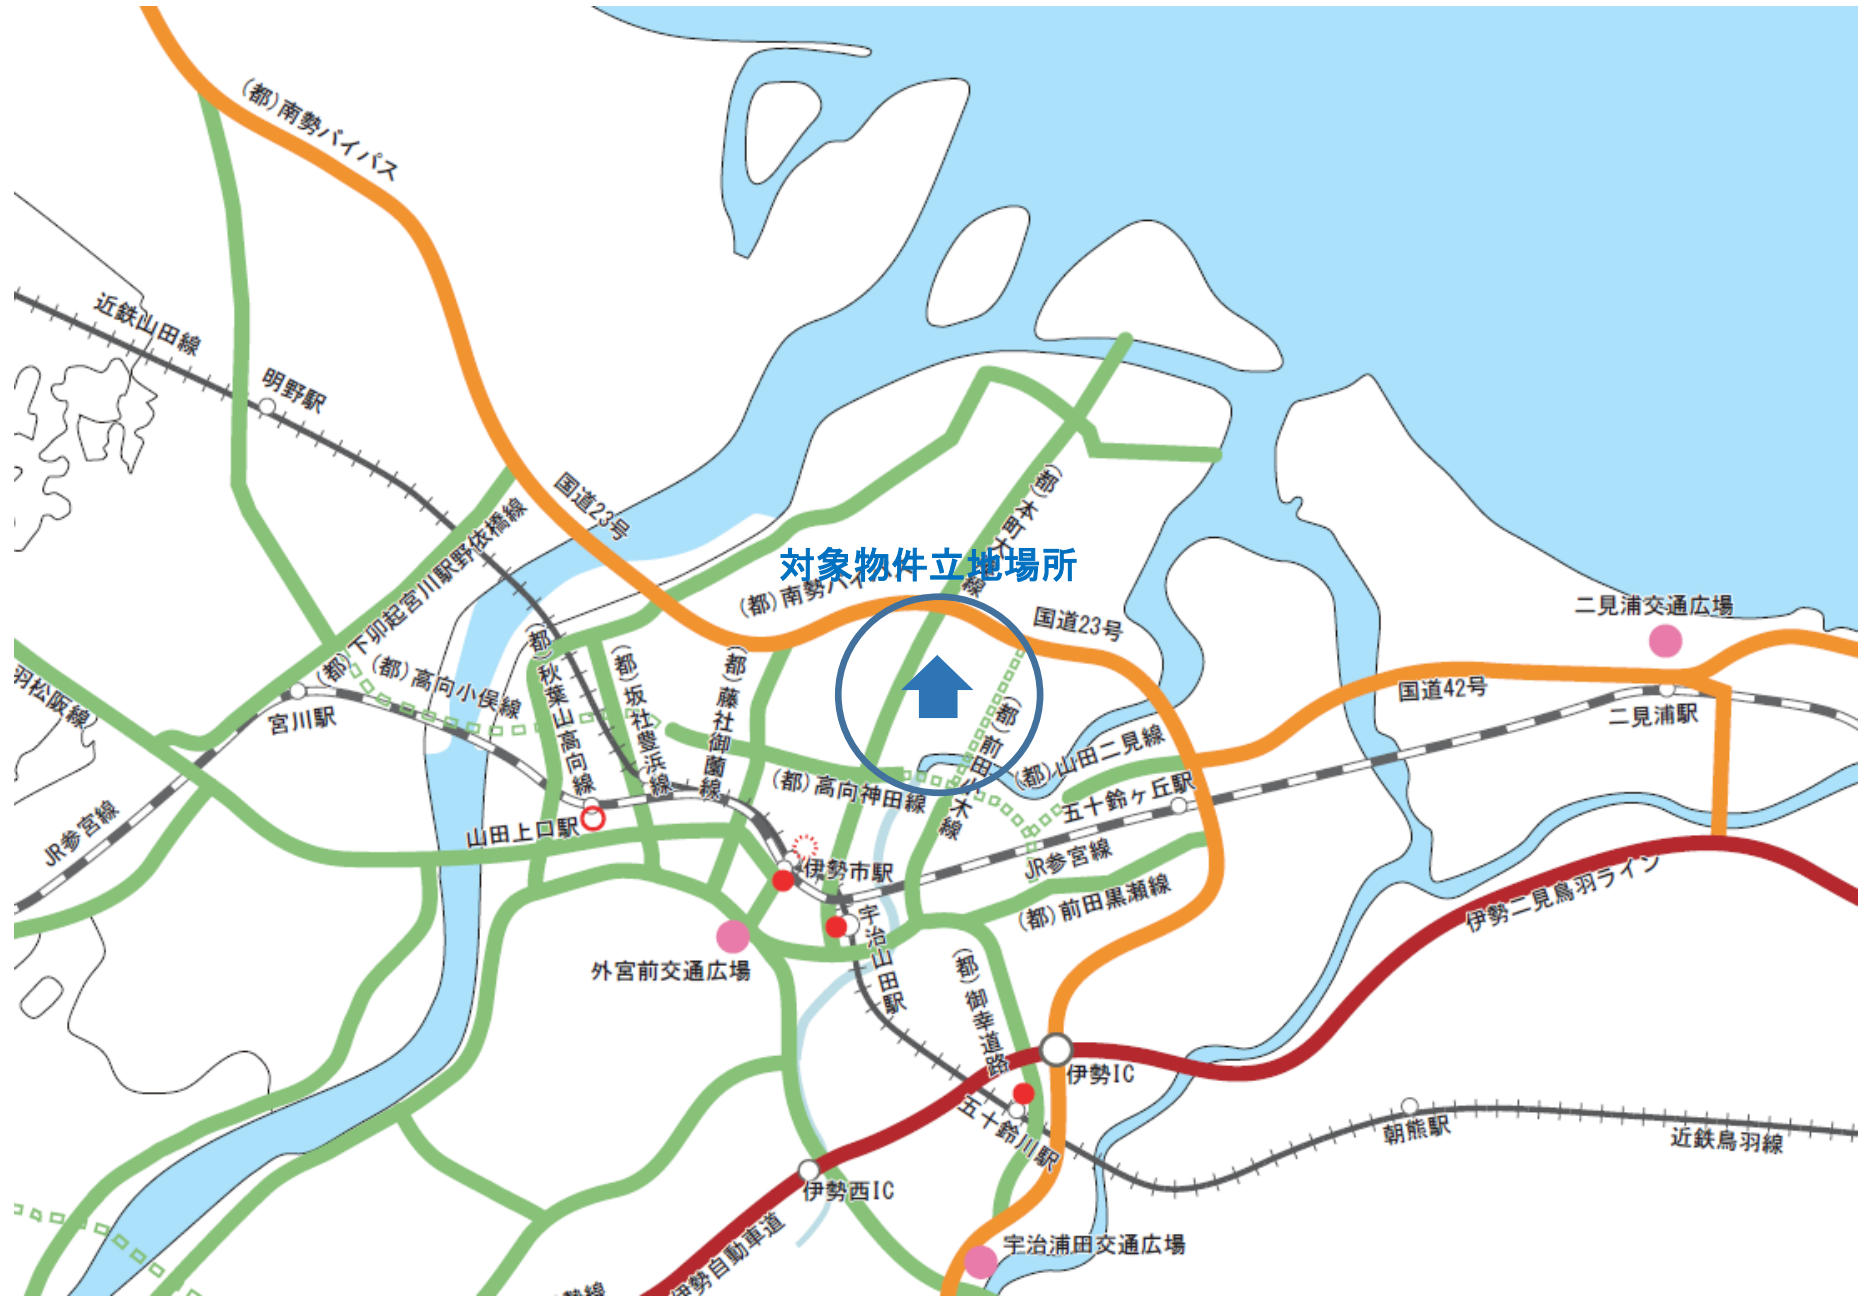 (都)南勢バイパス
近鉄山田線
明野駅
国道23号
(都)本町大
線
対象物件立地場所
(都)南勢バイ
国道23号
二見浦交通広場
(都)下卯起宮川駅野依橋線
(都)高向小俣線
(都)秋葉山高向線
(都)坂社豊浜線
(都)藤社御薗線
羽松阪線)
宮川駅
国道42号
二見浦駅
(都)前田
木線
(都)山田二見線
(都)高向神田線
五十鈴ヶ丘駅
JR参宮線
山田上口駅
伊勢市駅
JR参宮線
(都)前田黒瀬線
伊勢二見鳥羽ライン
宇治山田駅
外宮前交通広場
(都)御幸道路
伊勢IC
五十鈴川駅
朝熊駅
近鉄鳥羽線
伊勢西IC
宇治浦田交通広場
伊勢自動車道
勢線